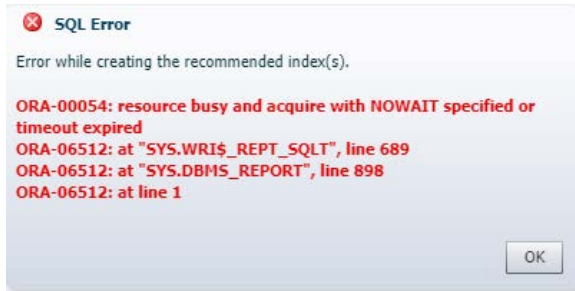 SQL Error
Error while creating the recommended index(s).
ORA-00054: resource busy and acquire with NOWAIT specified or
timeout expired
ORA-06512: at "SYS.WRI$_REPT_SQLT", line 689
ORA-06512: at "SYS.DBMS_REPORT", line 898
ORA-06512: at line 1
OK